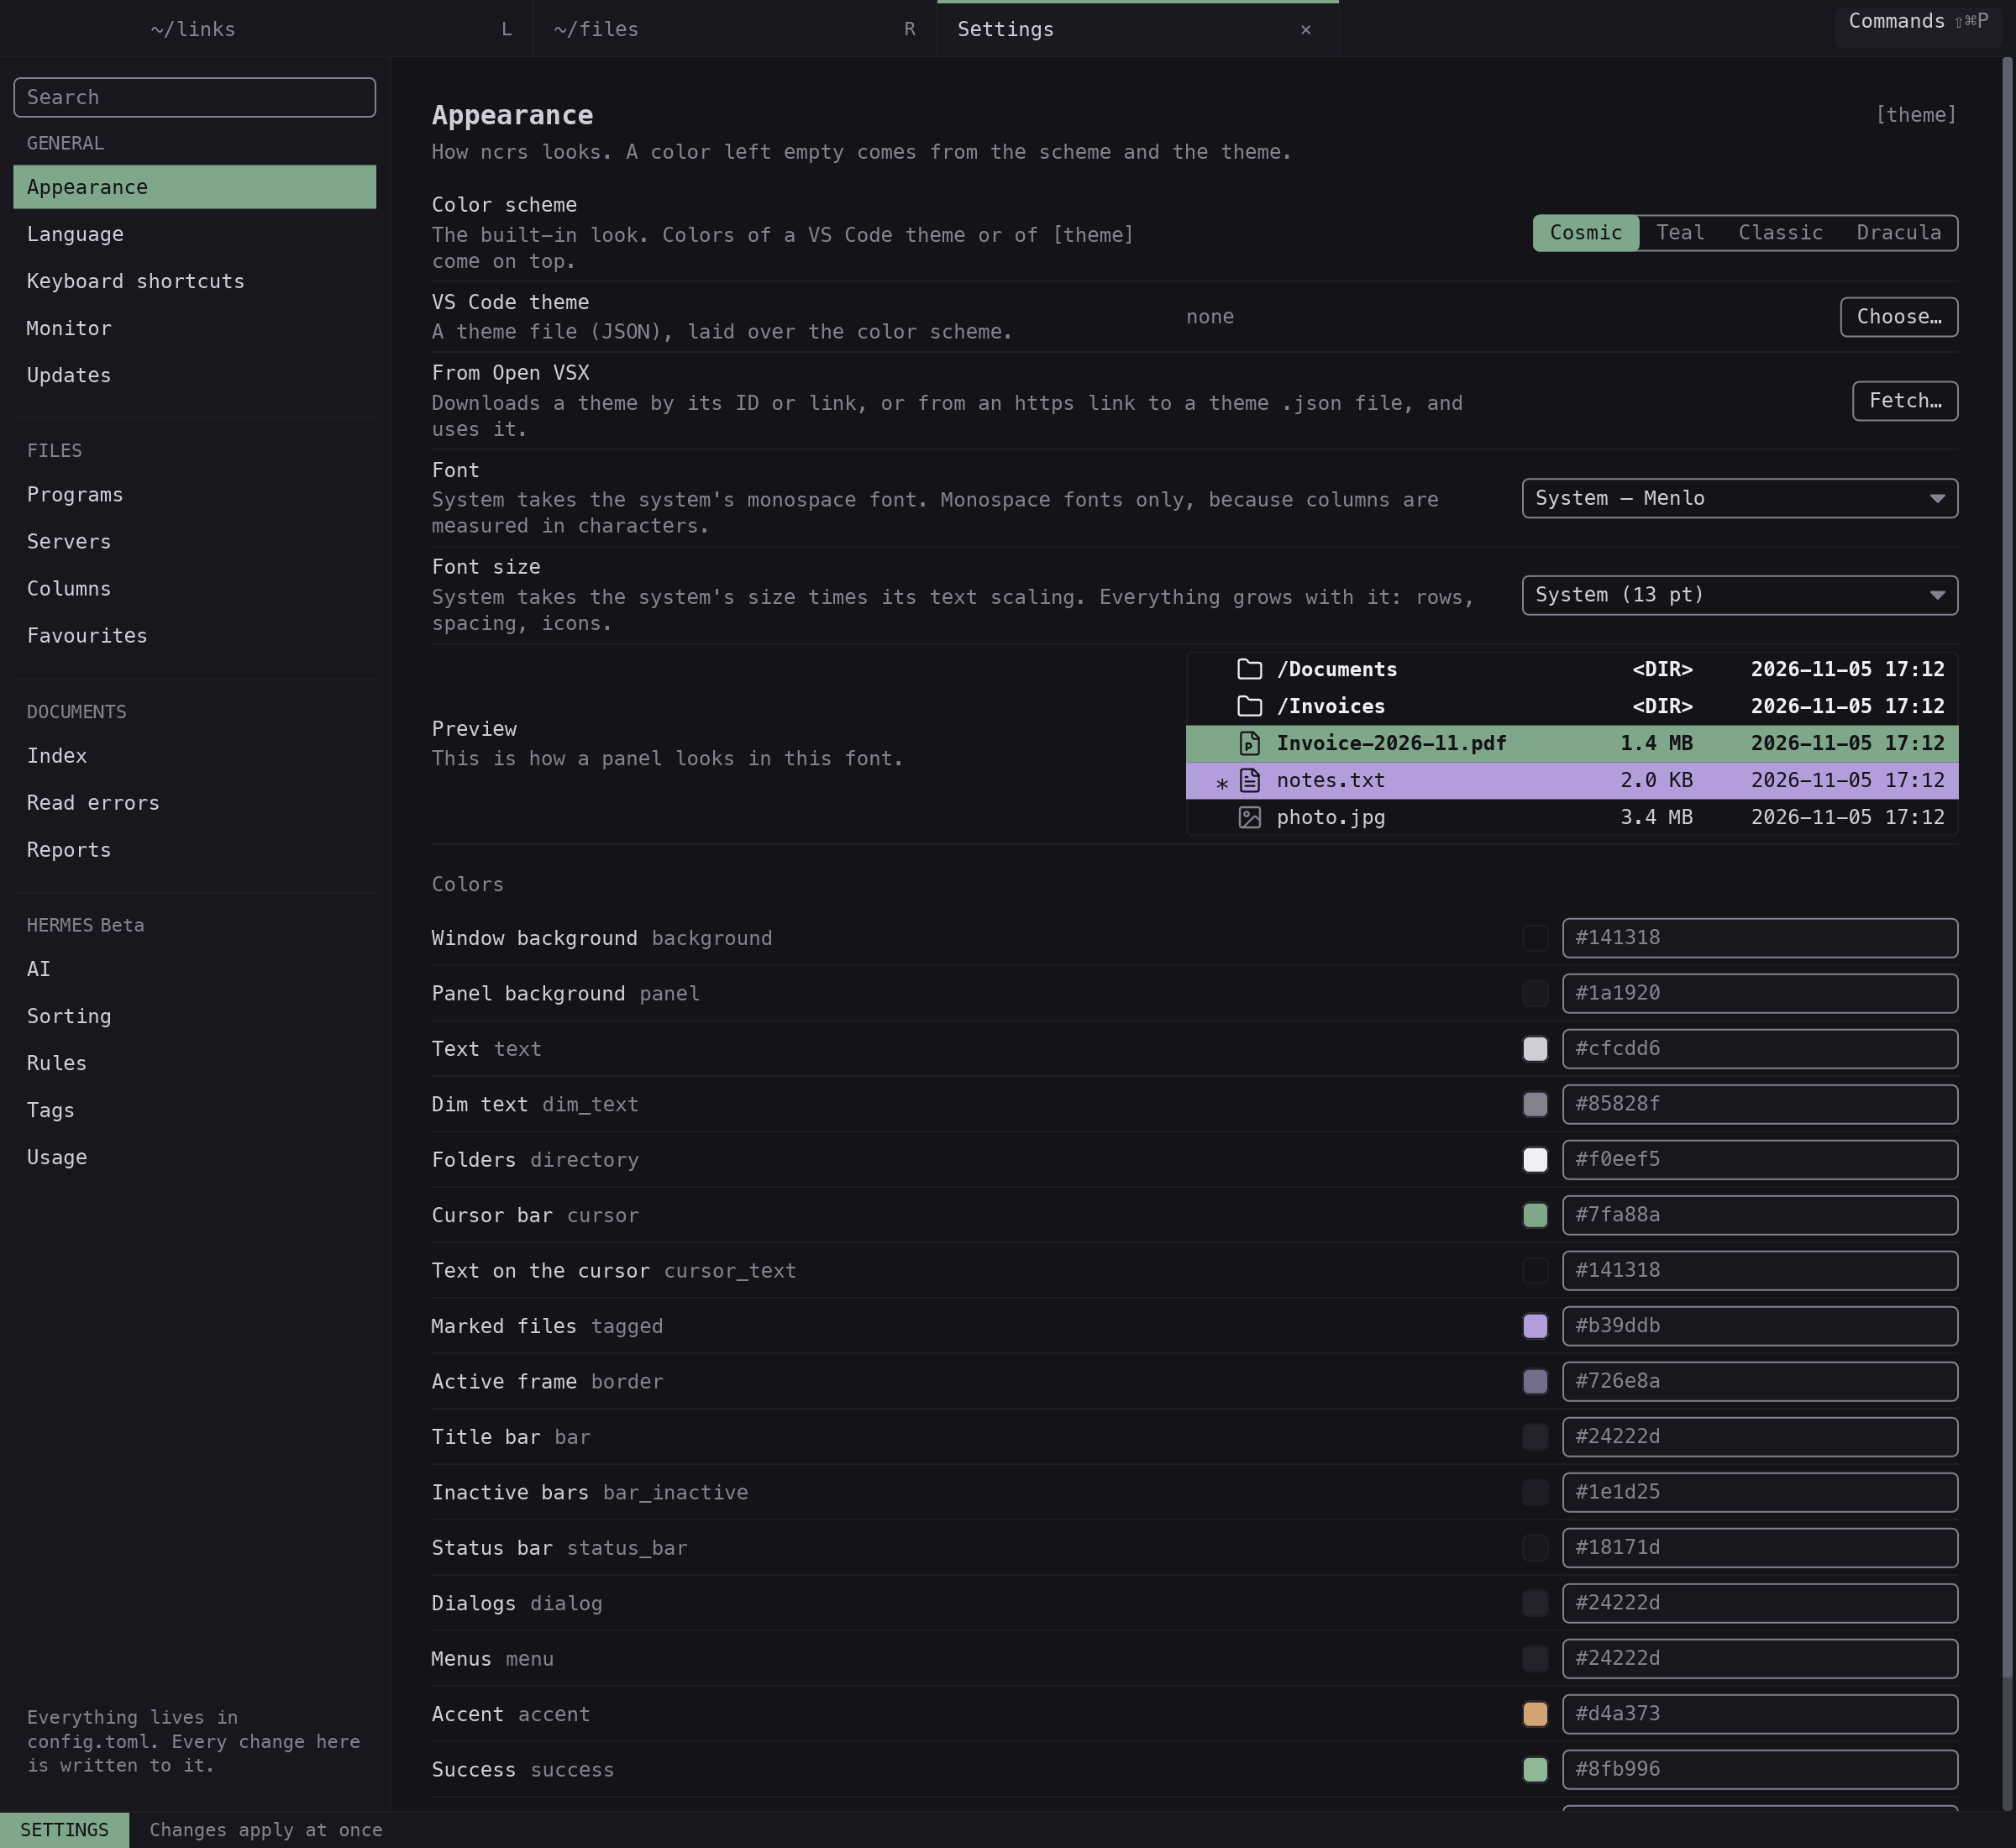 ~/links L ~/files R Settings × Commands ⇧⌘P
Search
GENERAL
Appearance
Language
Keyboard shortcuts
Monitor
Updates
FILES
Programs
Servers
Columns
Favourites
DOCUMENTS
Index
Read errors
Reports
HERMES Beta
AI
Sorting
Rules
Tags
Usage
Everything lives in
config.toml. Every change here
is written to it.
Appearance [theme]
How ncrs looks. A color left empty comes from the scheme and the theme.
Color scheme
The built-in look. Colors of a VS Code theme or of [theme]
come on top.
Cosmic Teal Classic Dracula
VS Code theme
A theme file (JSON), laid over the color scheme.
none Choose…
From Open VSX
Downloads a theme by its ID or link, or from an https link to a theme .json file, and
uses it.
Fetch…
Font
System takes the system's monospace font. Monospace fonts only, because columns are
measured in characters.
System — Menlo
Font size
System takes the system's size times its text scaling. Everything grows with it: rows,
spacing, icons.
System (13 pt)
Preview
This is how a panel looks in this font.
/Documents <DIR> 2026-11-05 17:12
/Invoices <DIR> 2026-11-05 17:12
Invoice-2026-11.pdf 1.4 MB 2026-11-05 17:12
* notes.txt 2.0 KB 2026-11-05 17:12
photo.jpg 3.4 MB 2026-11-05 17:12
Colors
Window background background #141318
Panel background panel #1a1920
Text text #cfcdd6
Dim text dim_text #85828f
Folders directory #f0eef5
Cursor bar cursor #7fa88a
Text on the cursor cursor_text #141318
Marked files tagged #b39ddb
Active frame border #726e8a
Title bar bar #24222d
Inactive bars bar_inactive #1e1d25
Status bar status_bar #18171d
Dialogs dialog #24222d
Menus menu #24222d
Accent accent #d4a373
Success success #8fb996
SETTINGS Changes apply at once